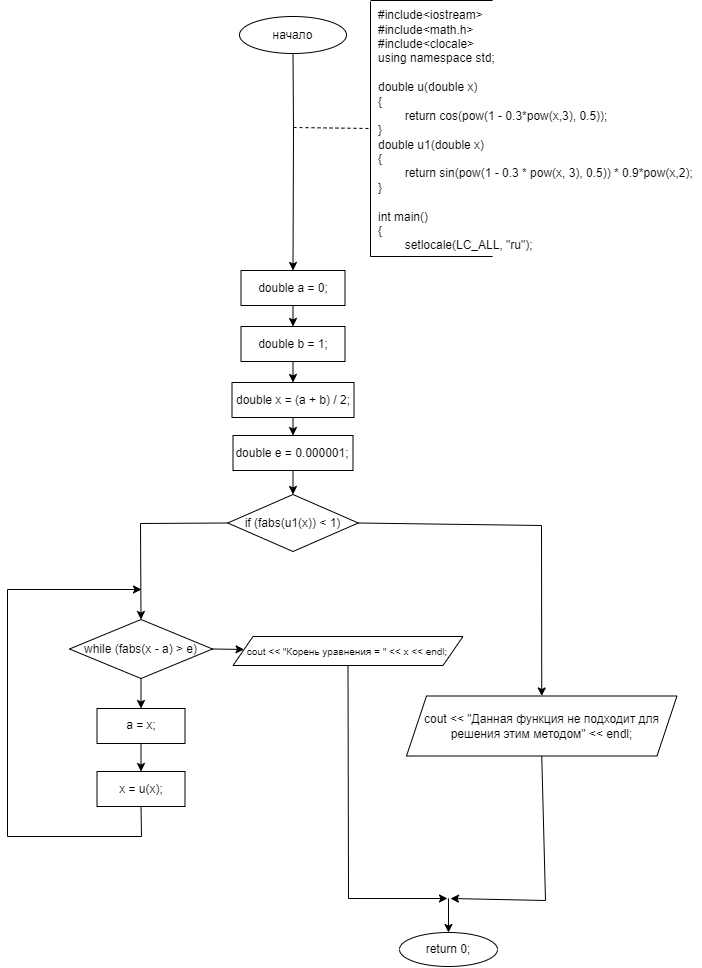 начало
#include<iostream>
#include<math.h>
#include<clocale>
using namespace std;
double u(double x)
{
return cos(pow(1 - 0.3*pow(x,3), 0.5));
}
double u1(double x)
{
return sin(pow(1 - 0.3 * pow(x, 3), 0.5)) * 0.9*pow(x,2);
}
int main()
{
setlocale(LC_ALL, "ru");
double a = 0;
double b = 1;
double x = (a + b) / 2;
double e = 0.000001;
if (fabs(u1(x)) < 1)
while (fabs(x - a) > e)
cout << "Корень уравнения = " << x << endl;
a = x;
x = u(x);
cout << "Данная функция не подходит для
решения этим методом" << endl;
return 0;